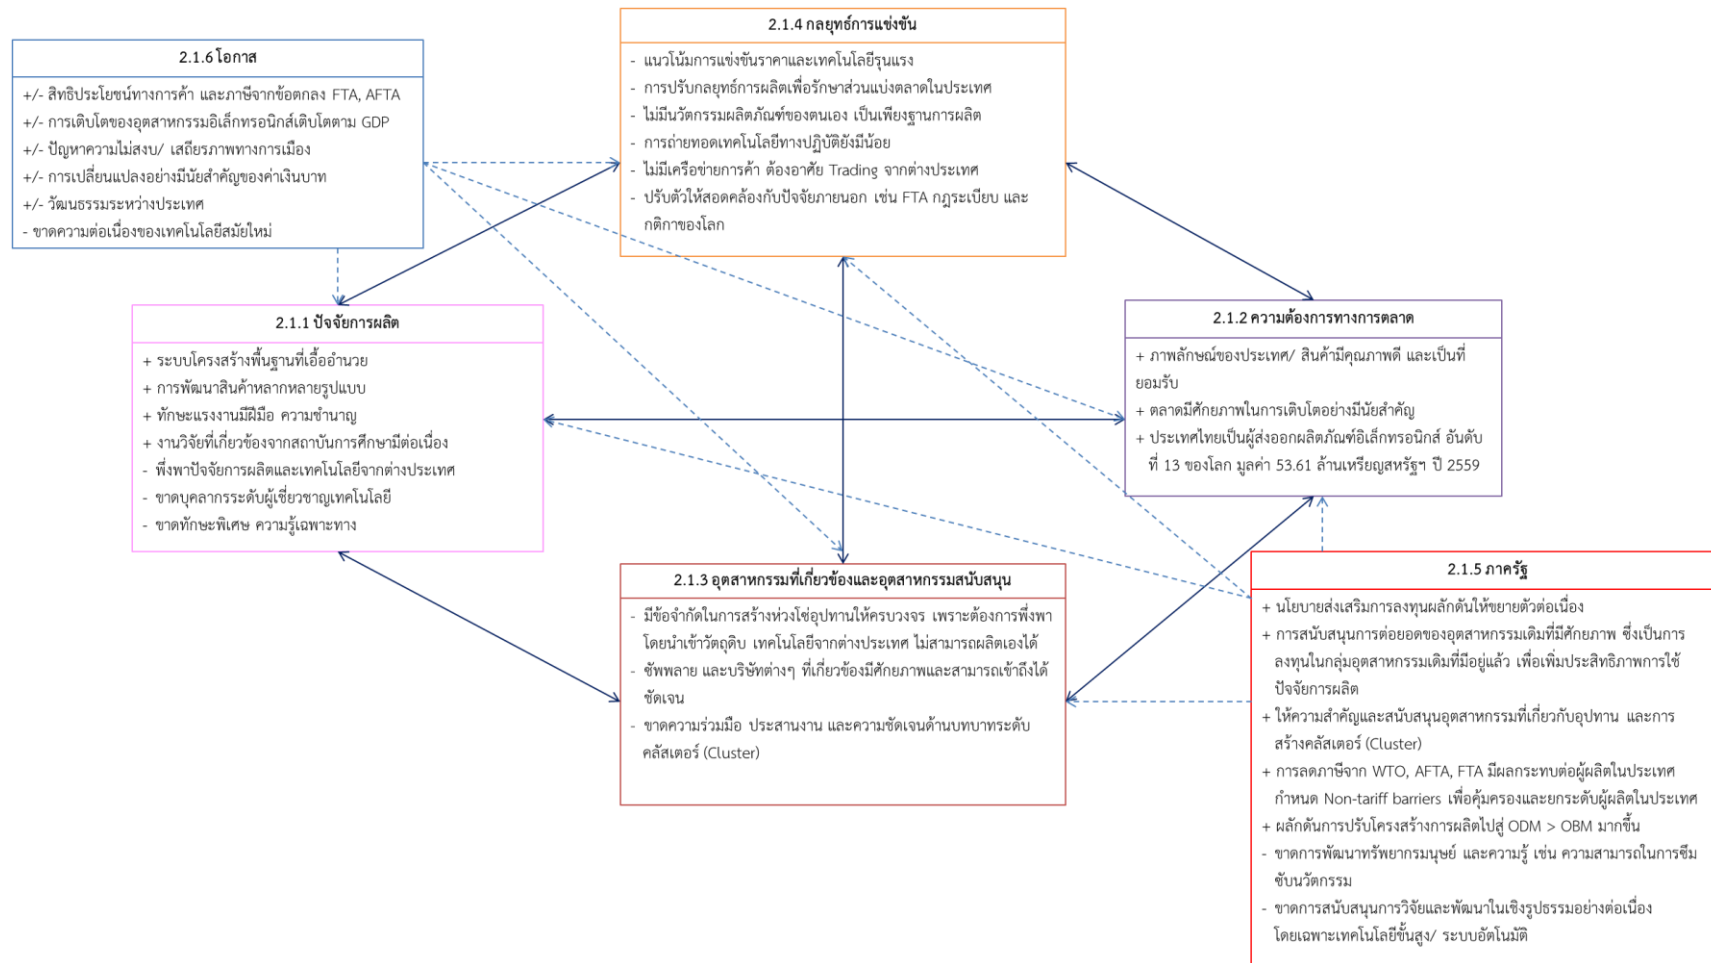 2.1.4 กลยุทธ์การแข่งขัน
- แนวโน้มการแข่งขันราคาและเทคโนโลยีรุนแรง
- การปรับกลยุทธ์การผลิตเพื่อรักษาส่วนแบ่งตลาดในประเทศ
- ไม่มีนวัตกรรมผลิตภัณฑ์ของตนเอง เป็นเพียงฐานการผลิต
- การถ่ายทอดเทคโนโลยีทางปฏิบัติยังมีน้อย
- ไม่มีเครือข่ายการค้า ต้องอาศัย Trading จากต่างประเทศ
- ปรับตัวให้สอดคล้องกับปัจจัยภายนอก เช่น FTA กฎระเบียบ และ
กติกาของโลก
2.1.6 โอกาส
+/- สิทธิประโยชน์ทางการค้า และภาษีจากข้อตกลง FTA, AFTA
+/- การเติบโตของอุตสาหกรรมอิเล็กทรอนิกส์เติบโตตาม GDP
+/- ปัญหาความไม่สงบ/ เสถียรภาพทางการเมือง
+/- การเปลี่ยนแปลงอย่างมีนัยสำคัญของค่าเงินบาท
+/- วัฒนธรรมระหว่างประเทศ
- ขาดความต่อเนื่องของเทคโนโลยีสมัยใหม่
2.1.1 ปัจจัยการผลิต
+ ระบบโครงสร้างพื้นฐานที่เอื้ออำนวย
+ การพัฒนาสินค้าหลากหลายรูปแบบ
+ ทักษะแรงงานมีฝีมือ ความชำนาญ
+ งานวิจัยที่เกี่ยวข้องจากสถาบันการศึกษามีต่อเนื่อง
- พึ่งพาปัจจัยการผลิตและเทคโนโลยีจากต่างประเทศ
- ขาดบุคลากรระดับผู้เชี่ยวชาญเทคโนโลยี
- ขาดทักษะพิเศษ ความรู้เฉพาะทาง
2.1.2 ความต้องการทางการตลาด
+ ภาพลักษณ์ของประเทศ/ สินค้ามีคุณภาพดี และเป็นที่
ยอมรับ
+ ตลาดมีศักยภาพในการเติบโตอย่างมีนัยสำคัญ
+ ประเทศไทยเป็นผู้ส่งออกผลิตภัณฑ์อิเล็กทรอนิกส์ อันดับ
ที่ 13 ของโลก มูลค่า 53.61 ล้านเหรียญสหรัฐฯ ปี 2559
2.1.3 อุตสาหกรรมที่เกี่ยวข้องและอุตสาหกรรมสนับสนุน
- มีข้อจำกัดในการสร้างห่วงโซ่อุปทานให้ครบวงจร เพราะต้องการพึ่งพา
โดยนำเข้าวัตถุดิบ เทคโนโลยีจากต่างประเทศ ไม่สามารถผลิตเองได้
- ซัพพลาย และบริษัทต่างๆ ที่เกี่ยวข้องมีศักยภาพและสามารถเข้าถึงได้
ชัดเจน
- ขาดความร่วมมือ ประสานงาน และความชัดเจนด้านบทบาทระดับ
คลัสเตอร์ (Cluster)
2.1.5 ภาครัฐ
+ นโยบายส่งเสริมการลงทุนผลักดันให้ขยายตัวต่อเนื่อง
+ การสนับสนุนการต่อยอดของอุตสาหกรรมเดิมที่มีศักยภาพ ซึ่งเป็นการ
ลงทุนในกลุ่มอุตสาหกรรมเดิมที่มีอยู่แล้ว เพื่อเพิ่มประสิทธิภาพการใช้
ปัจจัยการผลิต
+ ให้ความสำคัญและสนับสนุนอุตสาหกรรมที่เกี่ยวกับอุปทาน และการ
สร้างคลัสเตอร์ (Cluster)
+ การลดภาษีจาก WTO, AFTA, FTA มีผลกระทบต่อผู้ผลิตในประเทศ
กำหนด Non-tariff barriers เพื่อคุ้มครองและยกระดับผู้ผลิตในประเทศ
+ ผลักดันการปรับโครงสร้างการผลิตไปสู่ ODM > OBM มากขึ้น
- ขาดการพัฒนาทรัพยากรมนุษย์ และความรู้ เช่น ความสามารถในการซึม
ซับนวัตกรรม
- ขาดการสนับสนุนการวิจัยและพัฒนาในเชิงรูปธรรมอย่างต่อเนื่อง
โดยเฉพาะเทคโนโลยีขั้นสูง/ ระบบอัตโนมัติ